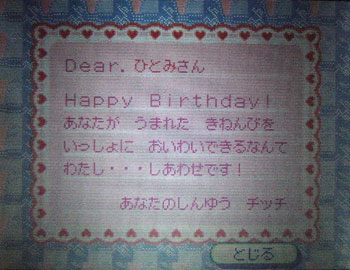 Dear. ひとみさん
Happy Birthday!
あなたが うまれた きねんびを
いっしょに おいわいできるなんて
わたし・・・しあわせです!
あなたのしんゆう チッチ
とじる